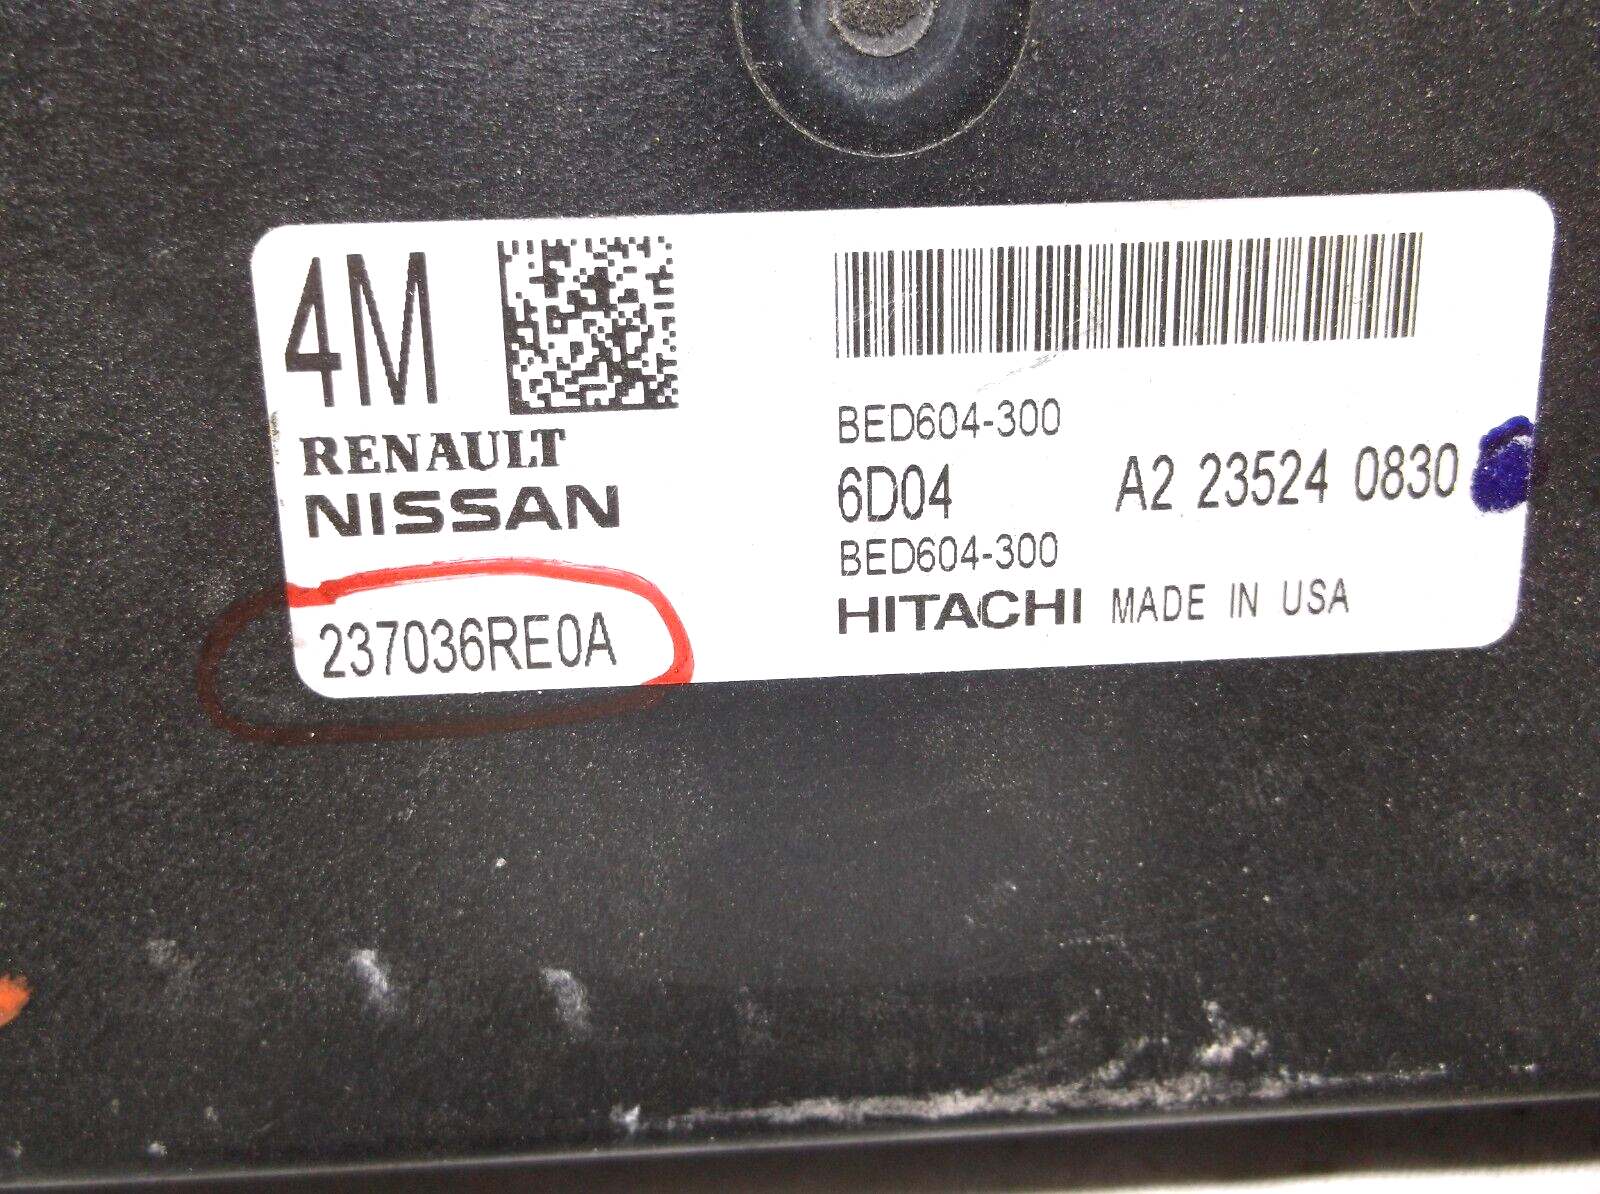 4M
RENAULT
NISSAN
237036RE0A
BED604-300
6D04 A2 23524 0830
BED604-300
HITACHI MADE IN USA